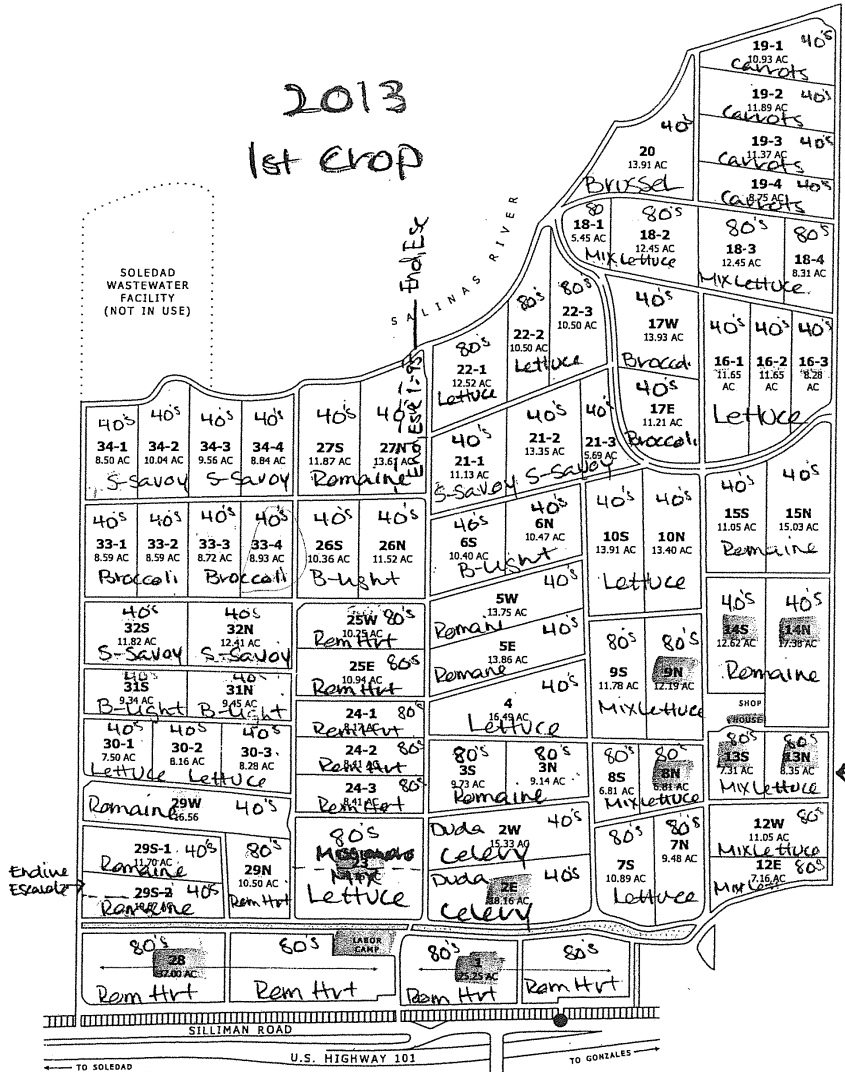 2013
1st crop
19-1 40's
10.93 AC
Carrots
19-2 40's
11.89 AC
Carrots
19-3 40's
11.37 AC
Carrots
19-4 40's
8.75 AC
Carrots
40's
20
13.91 AC
Brussel
80
18-1
5.45 AC
80's
18-2
12.45 AC
Mix Lettuce
80's
18-3
12.45 AC
Mix Lettuce
80's
18-4
8.31 AC
SALINAS RIVER
End, Esc
SOLEDAD
WASTEWATER
FACILITY
(NOT IN USE)
80's
22-1
12.52 AC
Lettuce
80's
22-2
10.50 AC
Lettuce
80's
22-3
10.50 AC
40's
17W
13.93 AC
Broccoli
40's
17E
11.21 AC
Broccoli
40's 40's 40's
16-1 16-2 16-3
11.65 AC 11.65 AC 8.28 AC
Lettuce
40's 40's 40's 40's
34-1 34-2 34-3 34-4
8.50 AC 10.04 AC 9.56 AC 8.84 AC
S-Savoy S-Savoy
40's
27S 27N
11.87 AC
Romaine
40's 40's 40's
21-1 21-2 21-3
11.13 AC 13.35 AC 5.69 AC
S-Savoy S-Savoy
40's 40's 40's 40's
33-1 33-2 33-3 33-4
8.59 AC 8.59 AC 8.72 AC 8.93 AC
Broccoli Broccoli
40's 40's
26S 26N
10.36 AC 11.52 AC
B-Light
40's 40's
6S 6N
10.40 AC 10.47 AC
B-Light
40's 40's
10S 10N
13.91 AC 13.40 AC
Lettuce
40's 40's
15S 15N
11.05 AC 15.03 AC
Remaine
40's 40's
32S 32N
11.82 AC 12.41 AC
S-Savoy S-Savoy
25W 80's
10.25 AC
Rem Hrt
25E 80's
10.94 AC
Rem Hrt
5W 40's
13.75 AC
Romane
5E 40's
13.86 AC
Romane
40's 40's
14S 14N
12.62 AC 17.38 AC
Romaine
40's 40's
31S 31N
9.34 AC 9.45 AC
B-Light B-Light
24-1 80's
Rem Hrt
24-2 80's
Rem Hrt
24-3 80's
8.41 AC
Rem Hrt
40's
4
16.49 AC
Lettuce
80's 80's
9S 9N
11.78 AC 12.19 AC
Mix Lettuce
SHOP
HOUSE
40's 40's 40's
30-1 30-2 30-3
7.50 AC 8.16 AC 8.28 AC
Lettuce Lettuce
80's 80's
3S 3N
9.73 AC 9.14 AC
Romaine
80's 80's
8S 8N
6.81 AC 6.81 AC
Mix Lettuce
80's 80's
13S 13N
7.31 AC 8.35 AC
Mix Lettuce
Romaine 29W 40's
16.56
29S-1 40's
11.70 AC
Romaine
29S-2 40's
Romaine
Endine
Escarole
80's
29N
10.50 AC
Rem Hrt
80's
23
Mix
Lettuce
Duda 2W 40's
15.33 AC
Celery
Duda 2E 40's
18.16 AC
Celery
80's 80's
7S 7N
10.89 AC 9.48 AC
Lettuce
12W 80's
11.05 AC
Mix Lettuce
12E 80's
7.16 AC
80's
28
37.00 AC
Rem Hrt
80's
LABOR
CAMP
Rem Hrt
80's
1
25.25 AC
Rem Hrt
80's
Rem Hrt
SILLIMAN ROAD
U.S. HIGHWAY 101
TO SOLEDAD
TO GONZALES